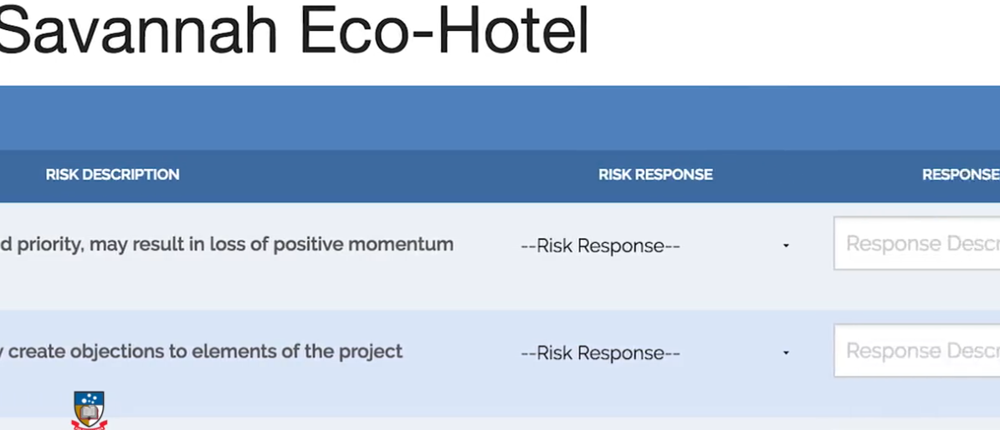 Savannah Eco-Hotel
RISK DESCRIPTION RISK RESPONSE RESPONSE
d priority, may result in loss of positive momentum --Risk Response-- Response Descr
y create objections to elements of the project --Risk Response-- Response Descr